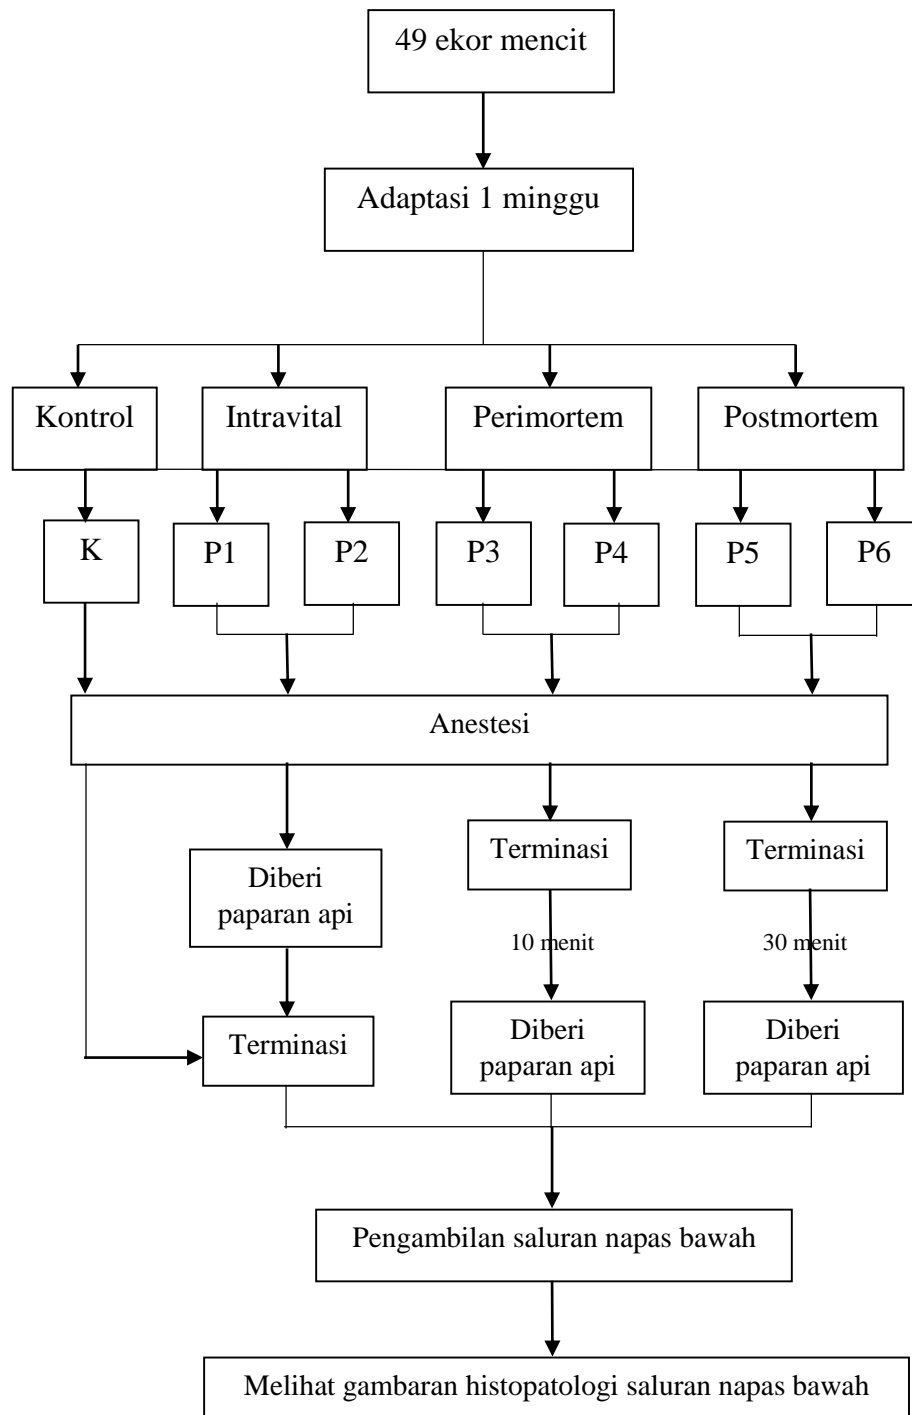 49 ekor mencit
Adaptasi 1 minggu
Kontrol
Intravital
Perimortem
Postmortem
K
P1
P2
P3
P4
P5
P6
Anestesi
Diberi
paparan api
Terminasi
Terminasi
10 menit
Diberi
paparan api
Terminasi
30 menit
Diberi
paparan api
Pengambilan saluran napas bawah
Melihat gambaran histopatologi saluran napas bawah